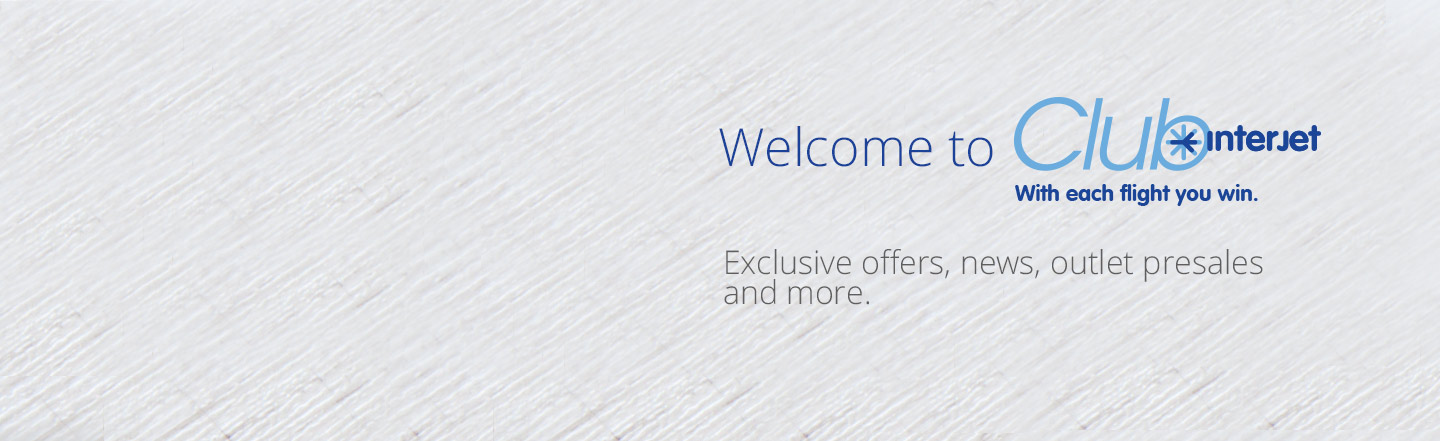 Welcome to Club interjet
With each flight you win.
Exclusive offers, news, outlet presales
and more.